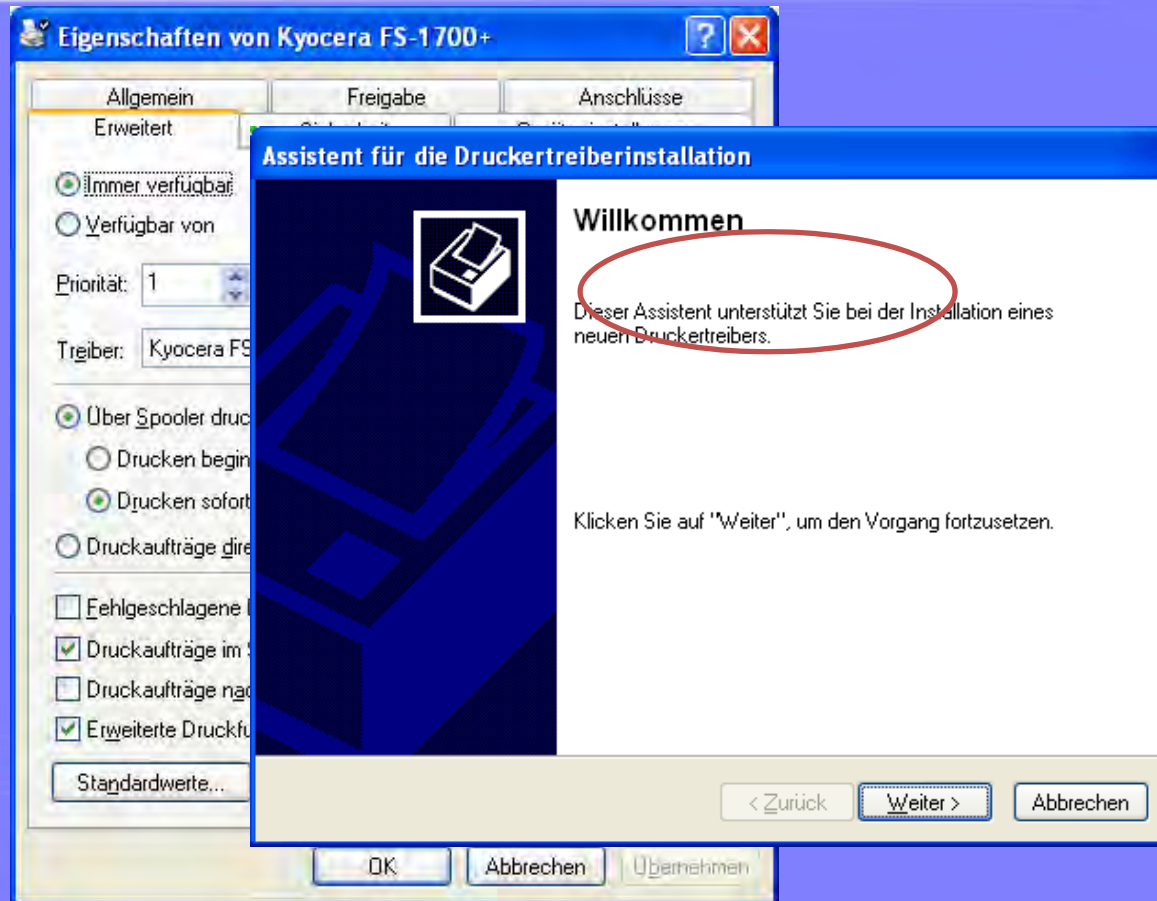 Eigenschaften von Kyocera FS-1700+
Allgemein Freigabe Anschlüsse
Erweitert
Assistent für die Druckertreiberinstallation
Immer verfügbar
Verfügbar von
Priorität: 1
Treiber: Kyocera FS
Über Spooler druc
Drucken begin
Drucken sofort
Druckaufträge dire
Fehlgeschlagene
Druckaufträge im
Druckaufträge nac
Erweiterte Druckfu
Standardwerte...
Willkommen
Dieser Assistent unterstützt Sie bei der Installation eines
neuen Druckertreibers.
Klicken Sie auf "Weiter", um den Vorgang fortzusetzen.
< Zurück Weiter > Abbrechen
OK Abbrechen Übernehmen